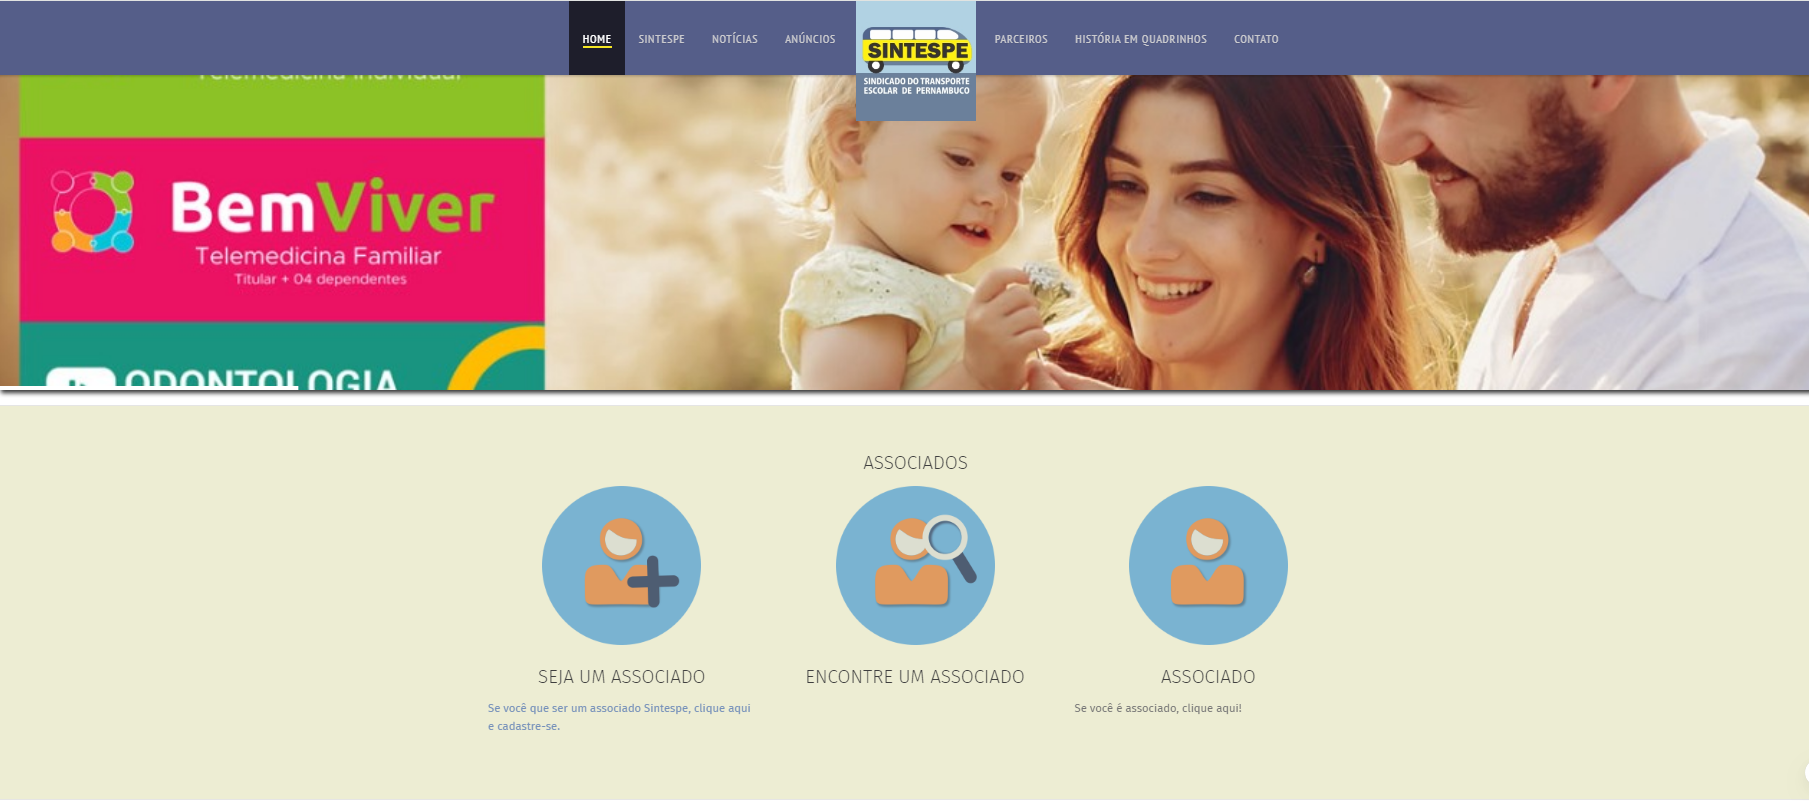 HOME
SINTESPE
NOTÍCIAS
ANÚNCIOS
SINTESPE
SINDICADO DO TRANSPORTE
ESCOLAR DE PERNAMBUCO
PARCEIROS
HISTÓRIA EM QUADRINHOS
CONTATO
Telemedicina Individual
BemViver
Telemedicina Familiar
Titular + 04 dependentes
ODONTOLOGIA
ASSOCIADOS
SEJA UM ASSOCIADO
Se você que ser um associado Sintespe, clique aqui
e cadastre-se.
ENCONTRE UM ASSOCIADO
ASSOCIADO
Se você é associado, clique aqui!